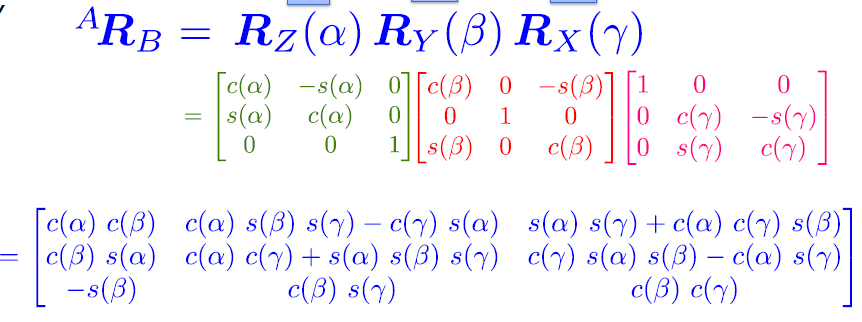 ᴬR_B = R_Z(α) R_Y(β) R_X(γ)
= [c(α) −s(α) 0] [c(β) 0 −s(β)] [1 0 0]
[s(α) c(α) 0] [0 1 0] [0 c(γ) −s(γ)]
[0 0 1] [s(β) 0 c(β)] [0 s(γ) c(γ)]
= [c(α) c(β) c(α) s(β) s(γ) − c(γ) s(α) s(α) s(γ) + c(α) c(γ) s(β)]
[c(β) s(α) c(α) c(γ) + s(α) s(β) s(γ) c(γ) s(α) s(β) − c(α) s(γ)]
[−s(β) c(β) s(γ) c(β) c(γ)]